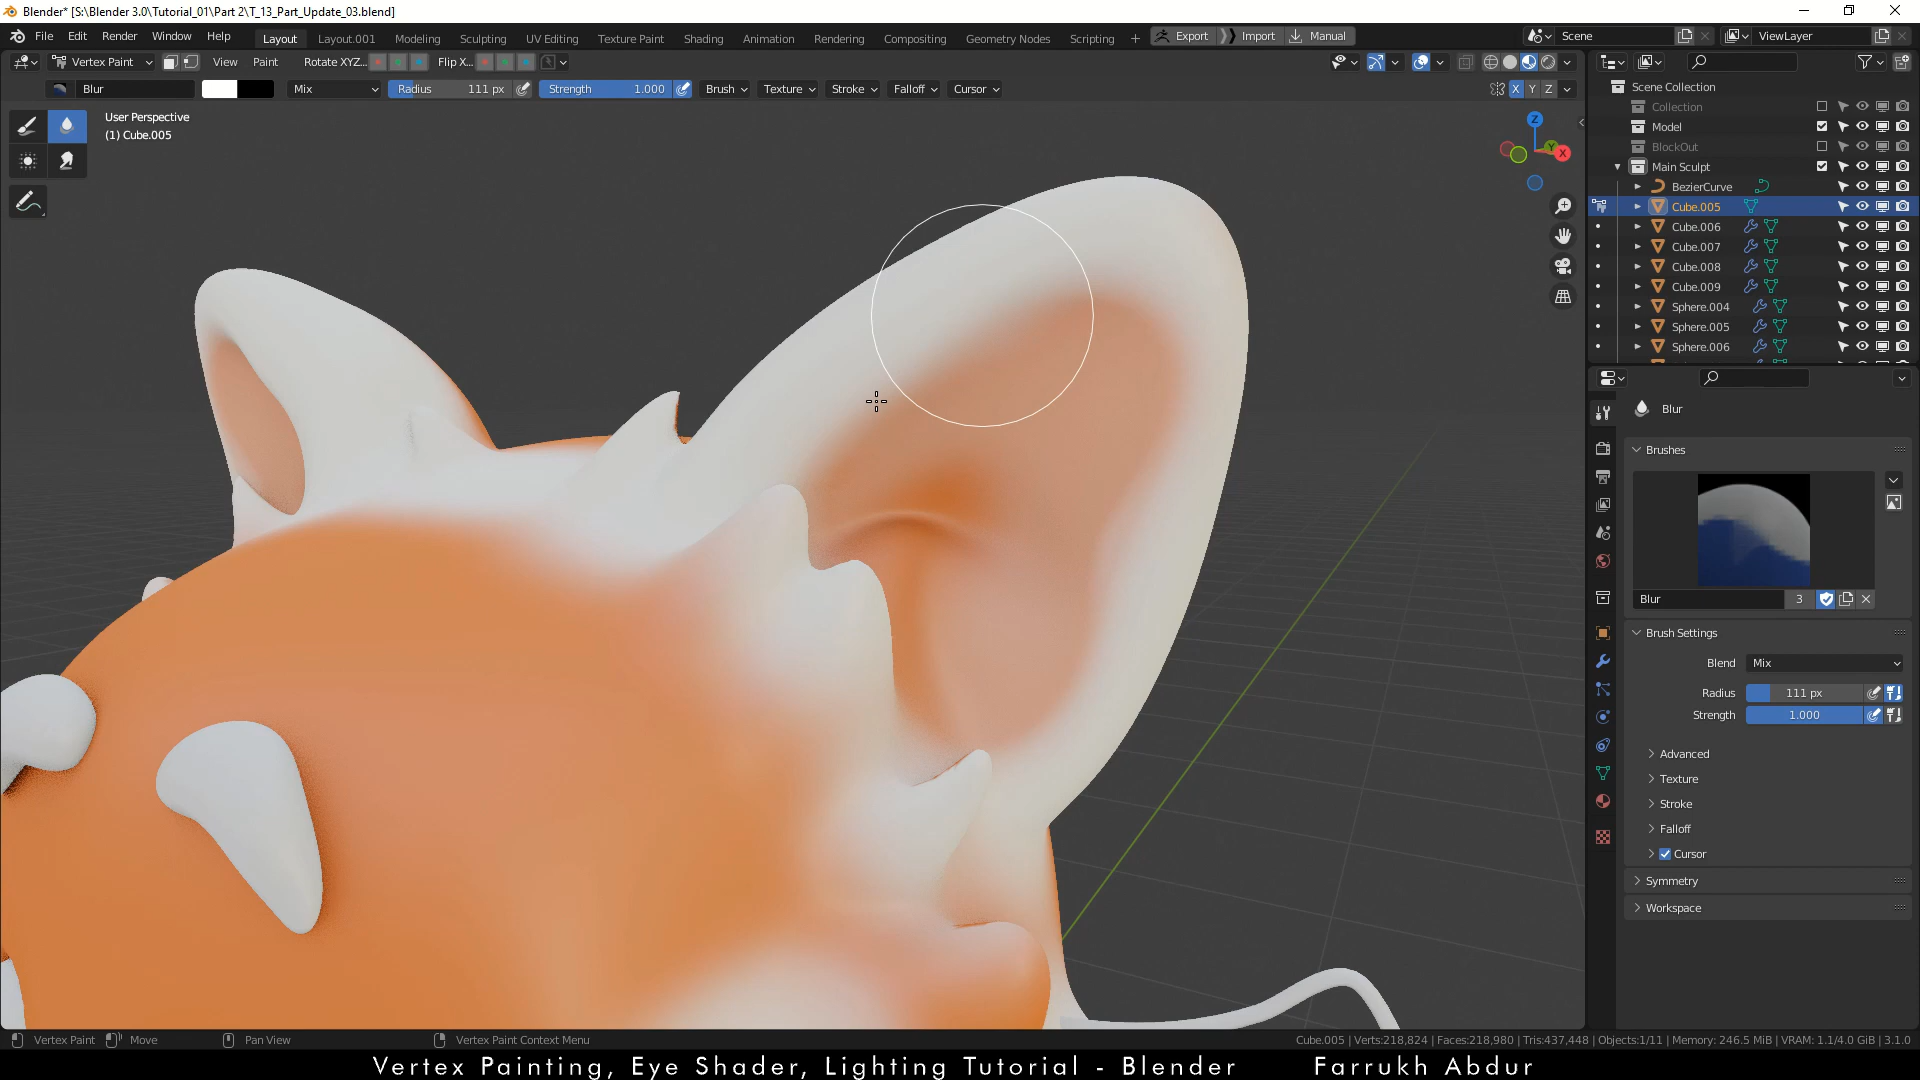 Blender* [S:\Blender 3.0\Tutorial_01\Part 2\T_13_Part_Update_03.blend]
File Edit Render Window Help Layout Layout.001 Modeling Sculpting UV Editing Texture Paint Shading Animation Rendering Compositing Geometry Nodes Scripting + Export Import Manual Scene ViewLayer
Vertex Paint View Paint Rotate XYZ... Flip X...
Blur Mix Radius 111 px Strength 1.000 Brush Texture Stroke Falloff Cursor X Y Z
User Perspective
(1) Cube.005
Z
Y
X
Scene Collection
Collection
Model
BlockOut
Main Sculpt
BezierCurve
Cube.005
Cube.006
Cube.007
Cube.008
Cube.009
Sphere.004
Sphere.005
Sphere.006
Blur
Brushes
Blur 3
Brush Settings
Blend Mix
Radius 111 px
Strength 1.000
Advanced
Texture
Stroke
Falloff
Cursor
Symmetry
Workspace
Vertex Paint Move Pan View Vertex Paint Context Menu Cube.005 | Verts:218,824 | Faces:218,980 | Tris:437,448 | Objects:1/11 | Memory: 246.5 MiB | VRAM: 1.1/4.0 GiB | 3.1.0
Vertex Painting, Eye Shader, Lighting Tutorial - Blender Farrukh Abdur